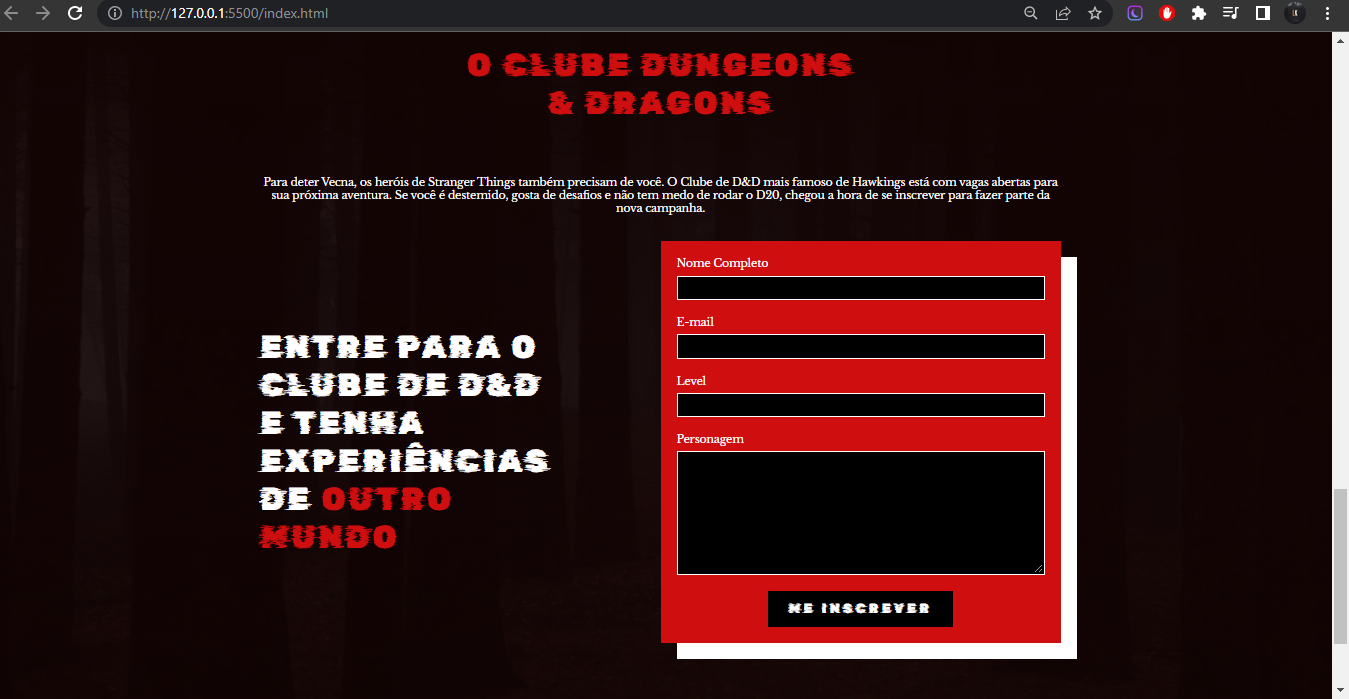 http://127.0.0.1:5500/index.html
O CLUBE DUNGEONS
& DRAGONS
Para deter Vecna, os heróis de Stranger Things também precisam de você. O Clube de D&D mais famoso de Hawkings está com vagas abertas para
sua próxima aventura. Se você é destemido, gosta de desafios e não tem medo de rodar o D20, chegou a hora de se inscrever para fazer parte da
nova campanha.
ENTRE PARA O
CLUBE DE D&D
E TENHA
EXPERIÊNCIAS
DE OUTRO
MUNDO
Nome Completo
E-mail
Level
Personagem
ME INSCREVER